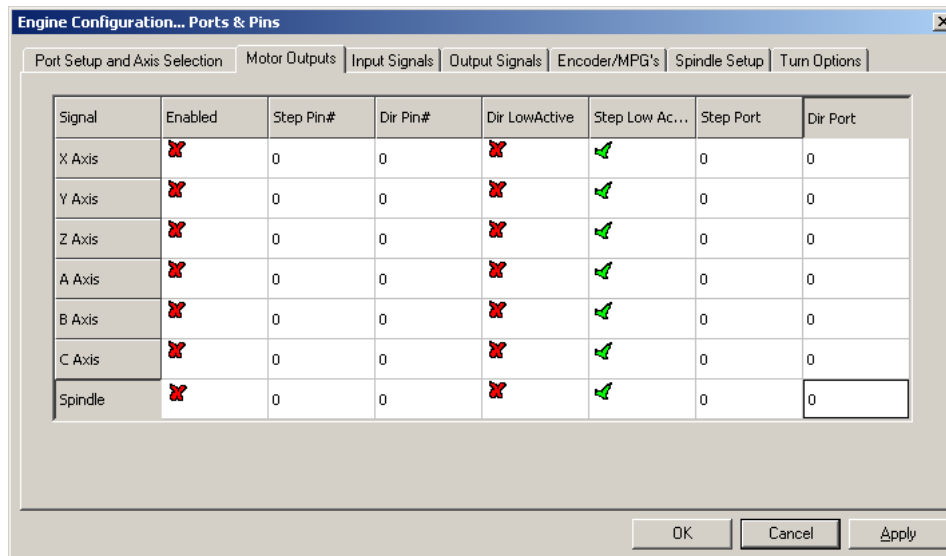 Engine Configuration... Ports & Pins
Port Setup and Axis Selection Motor Outputs Input Signals Output Signals Encoder/MPG's Spindle Setup Turn Options
Signal Enabled Step Pin# Dir Pin# Dir LowActive Step Low Ac... Step Port Dir Port
X Axis 0 0 0 0
Y Axis 0 0 0 0
Z Axis 0 0 0 0
A Axis 0 0 0 0
B Axis 0 0 0 0
C Axis 0 0 0 0
Spindle 0 0 0 0
OK Cancel Apply